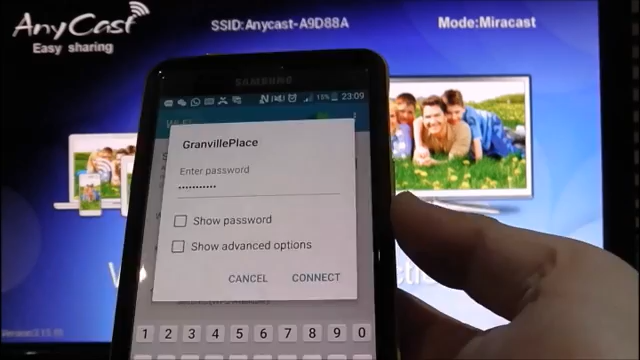 AnyCast
Easy sharing
SSID:Anycast-A9D88A
Mode:Miracast
SAMSUNG
15% 23:09
GranvillePlace
Enter password
•••••••••••
Show password
Show advanced options
CANCEL
CONNECT
1 2 3 4 5 6 7 8 9 0